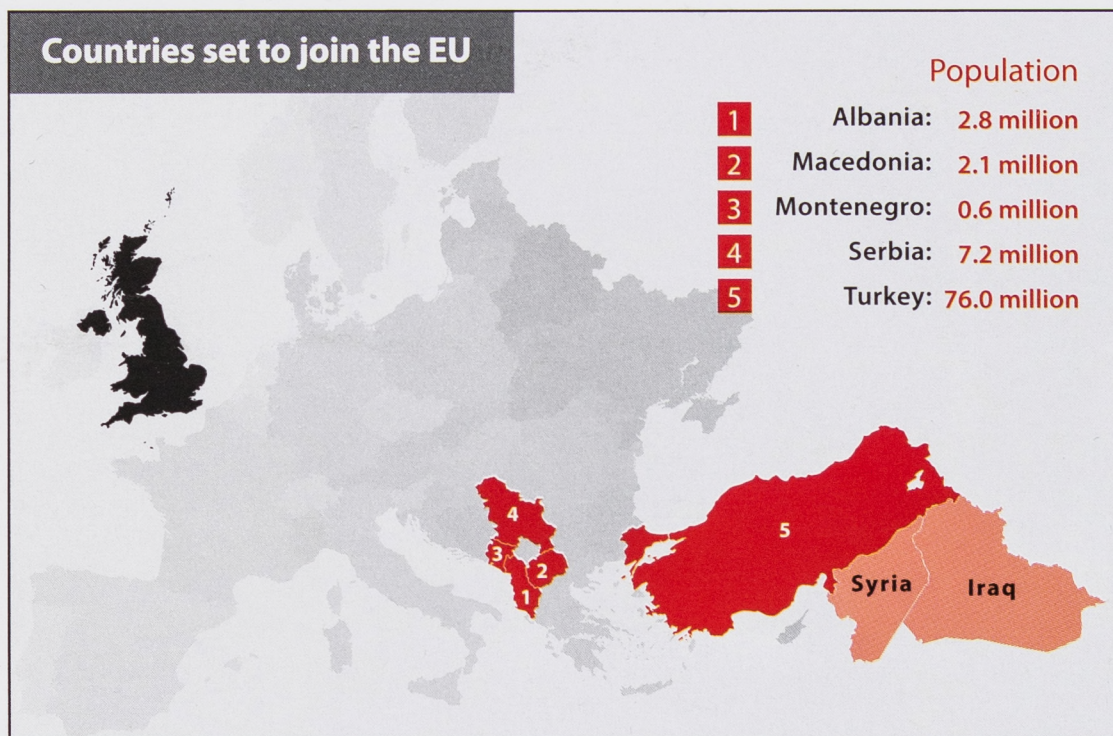 Countries set to join the EU
Population
1 Albania: 2.8 million
2 Macedonia: 2.1 million
3 Montenegro: 0.6 million
4 Serbia: 7.2 million
5 Turkey: 76.0 million
4
3
2
1
5
Syria
Iraq